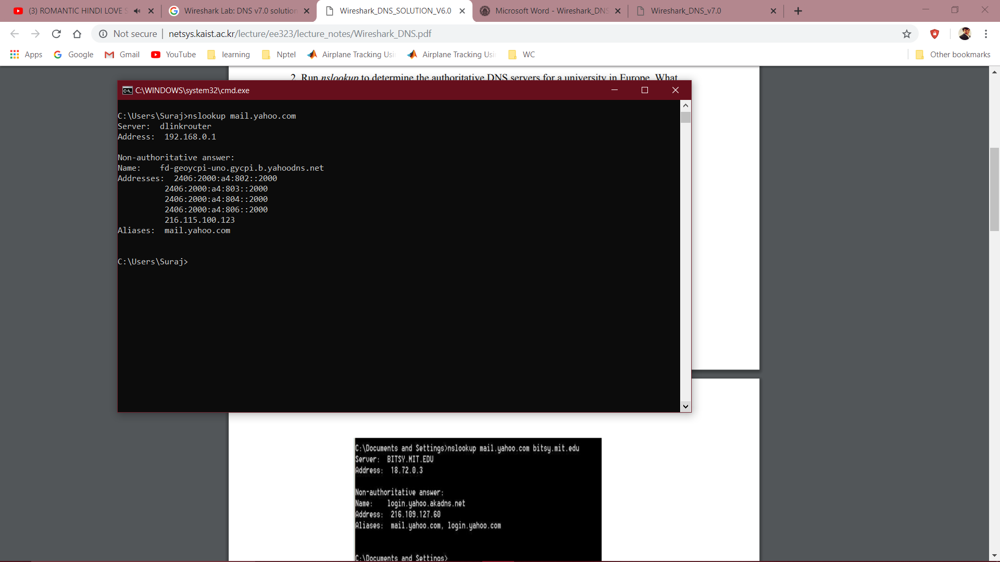 (3) ROMANTIC HINDI LOVE S
Wireshark Lab: DNS v7.0 solution
Wireshark_DNS_SOLUTION_V6.0
Microsoft Word - Wireshark_DNS
Wireshark_DNS_v7.0
Not secure | netsys.kaist.ac.kr/lecture/ee323/lecture_notes/Wireshark_DNS.pdf
Apps Google Gmail YouTube learning Nptel Airplane Tracking Usi Airplane Tracking Usi WC Other bookmarks
2. Run nslookup to determine the authoritative DNS servers for a university in Europe. What
C:\WINDOWS\system32\cmd.exe
C:\Users\Suraj>nslookup mail.yahoo.com
Server: dlinkrouter
Address: 192.168.0.1
Non-authoritative answer:
Name: fd-geoycpi-uno.gycpi.b.yahoodns.net
Addresses: 2406:2000:a4:802::2000
2406:2000:a4:803::2000
2406:2000:a4:804::2000
2406:2000:a4:806::2000
216.115.100.123
Aliases: mail.yahoo.com
C:\Users\Suraj>
C:\Documents and Settings>nslookup mail.yahoo.com bitsy.mit.edu
Server: BITSY.MIT.EDU
Address: 18.72.0.3
Non-authoritative answer:
Name: login.yahoo.akadns.net
Address: 216.109.127.60
Aliases: mail.yahoo.com, login.yahoo.com
C:\Documents and Settings>